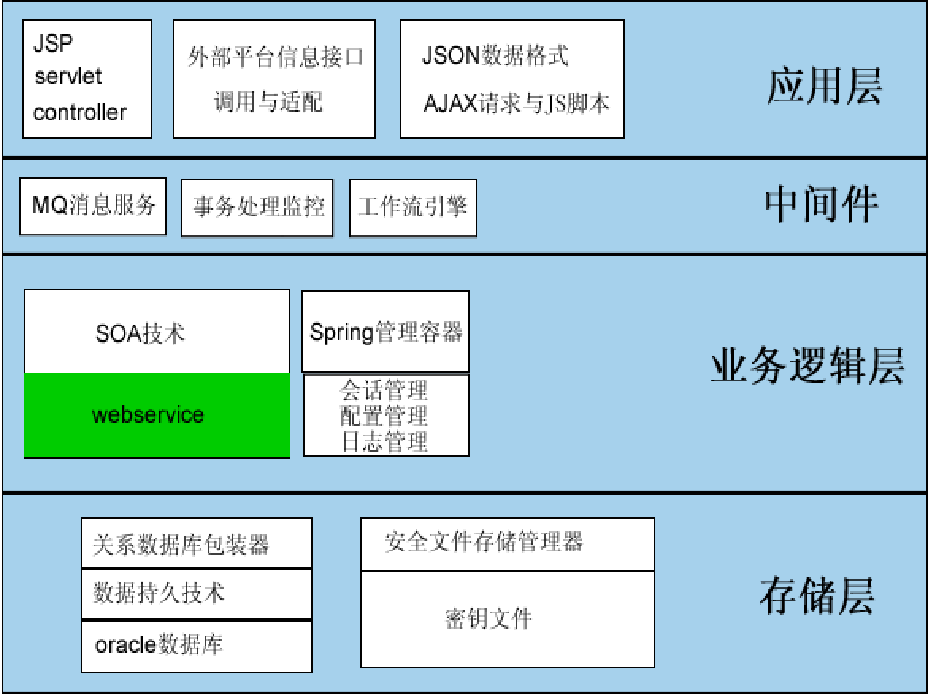 JSP
servlet
controller
外部平台信息接口
调用与适配
JSON数据格式
AJAX请求与JS脚本
应用层
MQ消息服务
事务处理监控
工作流引擎
中间件
SOA技术
webservice
Spring管理容器
会话管理
配置管理
日志管理
业务逻辑层
关系数据库包装器
数据持久技术
oracle数据库
安全文件存储管理器
密钥文件
存储层